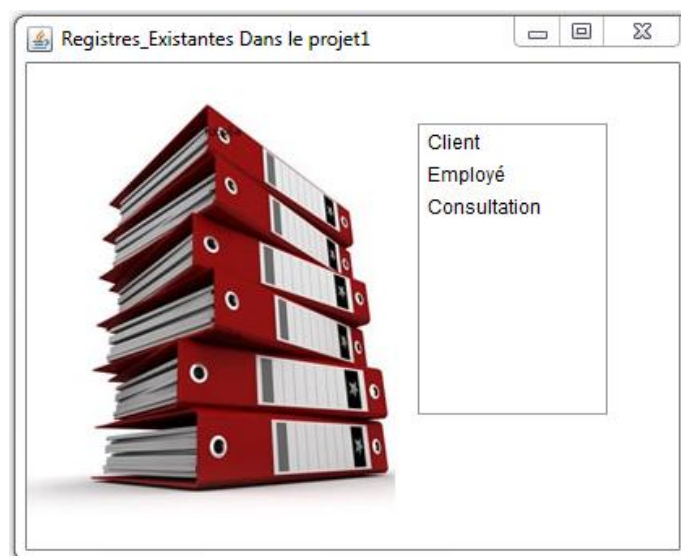 Registres_Existantes Dans le projet1
Client
Employé
Consultation